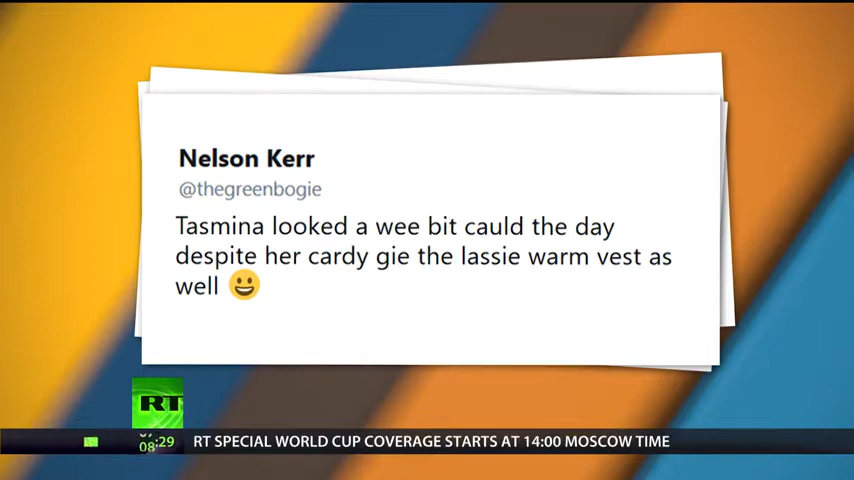 Nelson Kerr
@thegreenbogie
Tasmina looked a wee bit cauld the day
despite her cardy gie the lassie warm vest as
well 😀
RT
:29
08
RT SPECIAL WORLD CUP COVERAGE STARTS AT 14:00 MOSCOW TIME